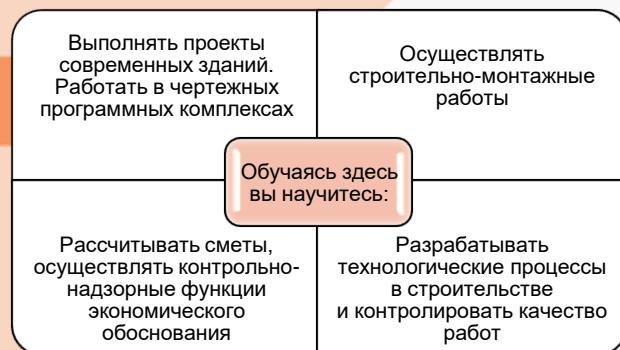 Выполнять проекты
современных зданий.
Работать в чертежных
программных комплексах
Осуществлять
строительно-монтажные
работы
Обучаясь здесь
вы научитесь:
Рассчитывать сметы,
осуществлять контрольно-
надзорные функции
экономического
обоснования
Разрабатывать
технологические процессы
в строительстве
и контролировать качество
работ